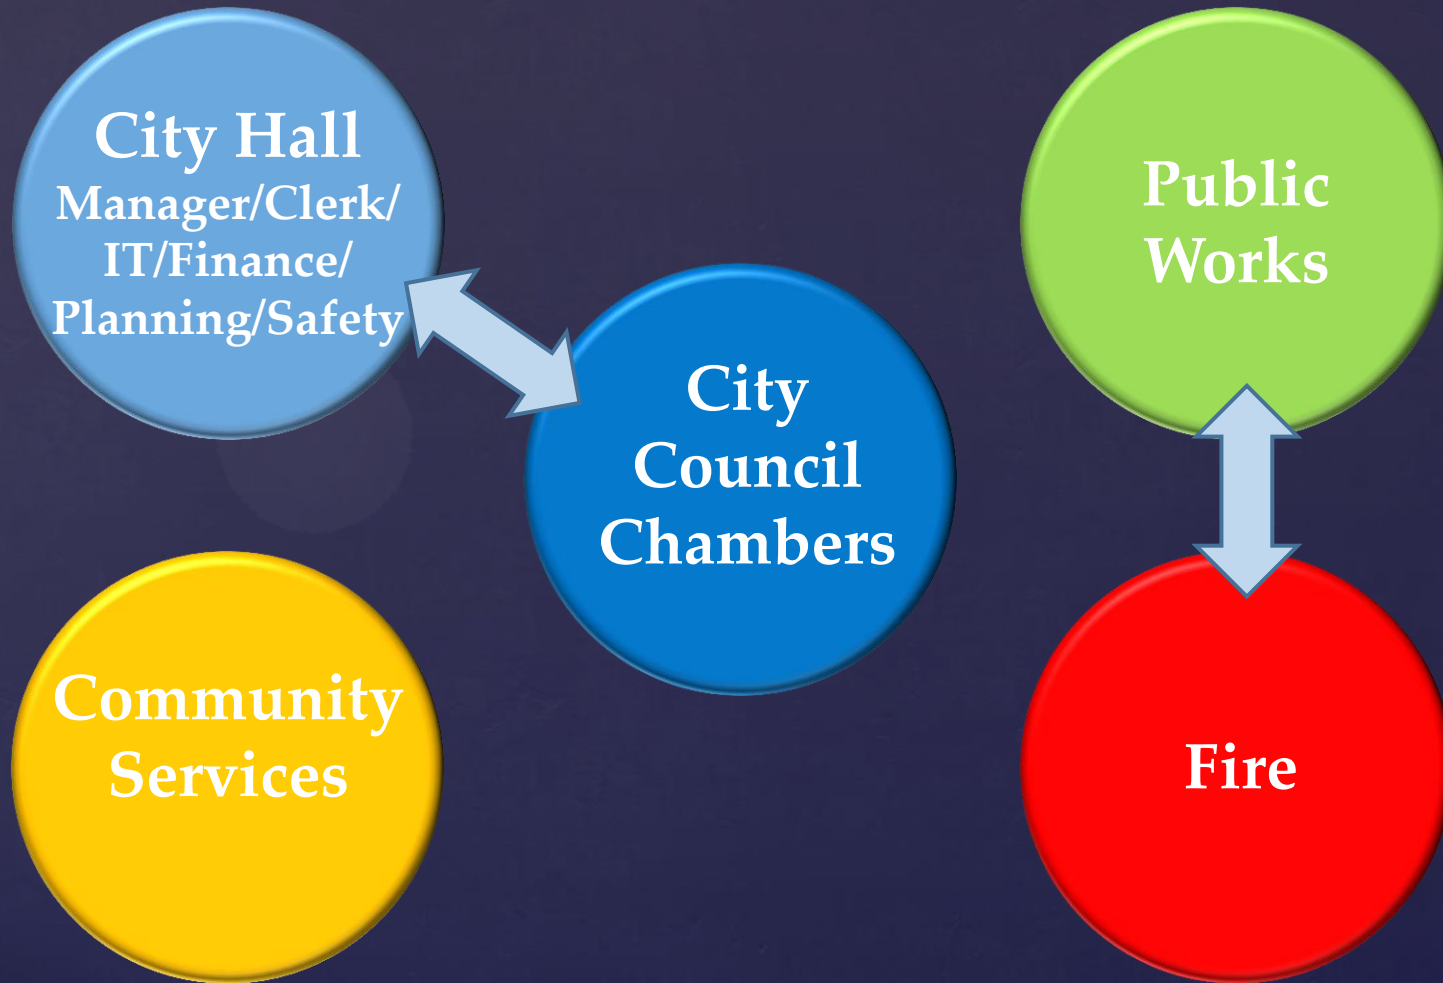 City Hall
Manager/Clerk/
IT/Finance/
Planning/Safety
Public
Works
City
Council
Chambers
Community
Services
Fire